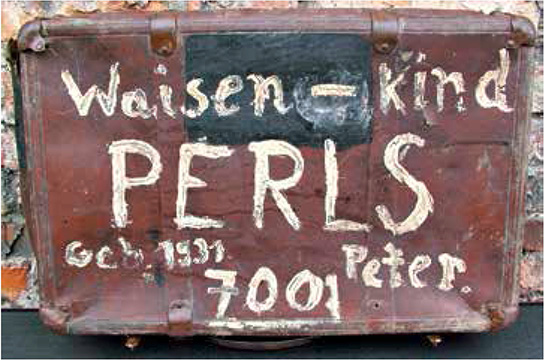 Waisen-kind
PERLS
Geb. 1931. Peter.
7001